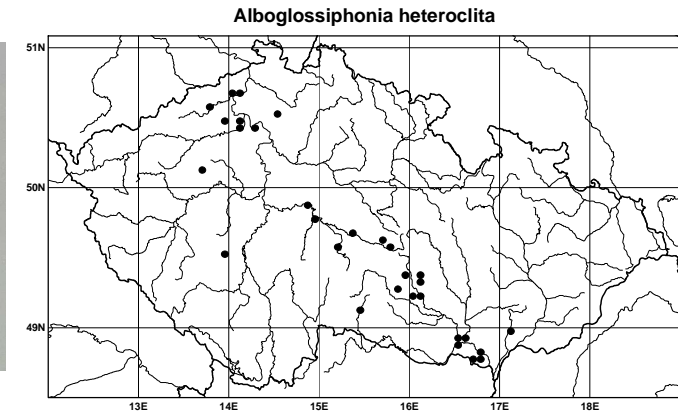 Alboglossiphonia heteroclita
51N
50N
49N
13E 14E 15E 16E 17E 18E